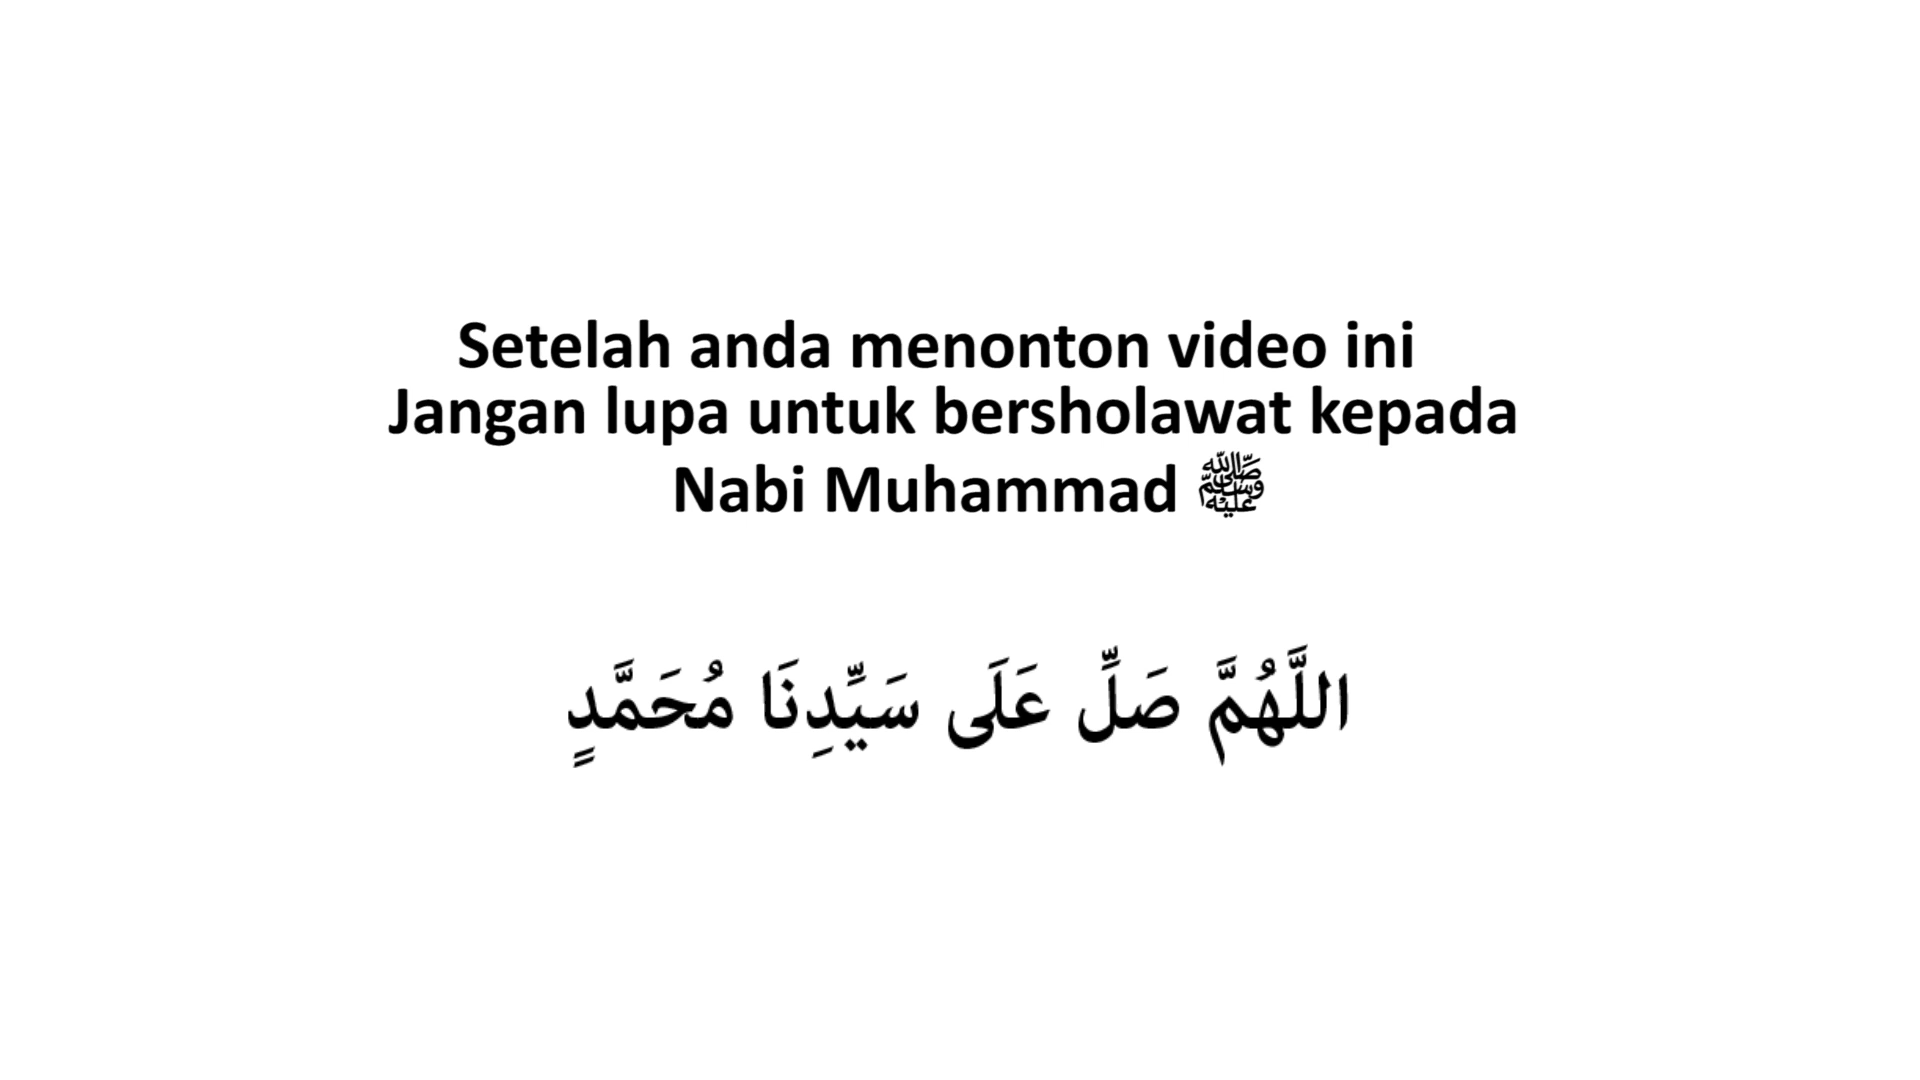 Setelah anda menonton video ini
Jangan lupa untuk bersholawat kepada
Nabi Muhammad ﷺ
اللَّهُمَّ صَلِّ عَلَى سَيِّدِنَا مُحَمَّدٍ